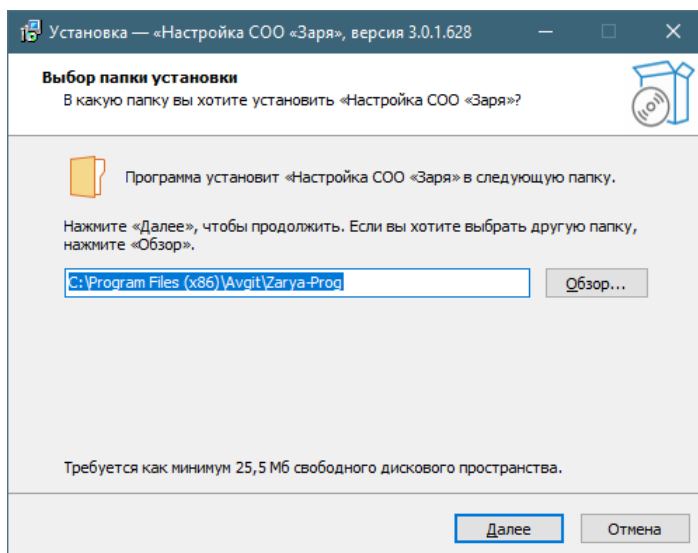 Установка — «Настройка СОО «Заря», версия 3.0.1.628
Выбор папки установки
В какую папку вы хотите установить «Настройка СОО «Заря»?
Программа установит «Настройка СОО «Заря» в следующую папку.
Нажмите «Далее», чтобы продолжить. Если вы хотите выбрать другую папку,
нажмите «Обзор».
C:\Program Files (x86)\Avgit\Zarya-Prog
Обзор...
Требуется как минимум 25,5 Мб свободного дискового пространства.
Далее
Отмена